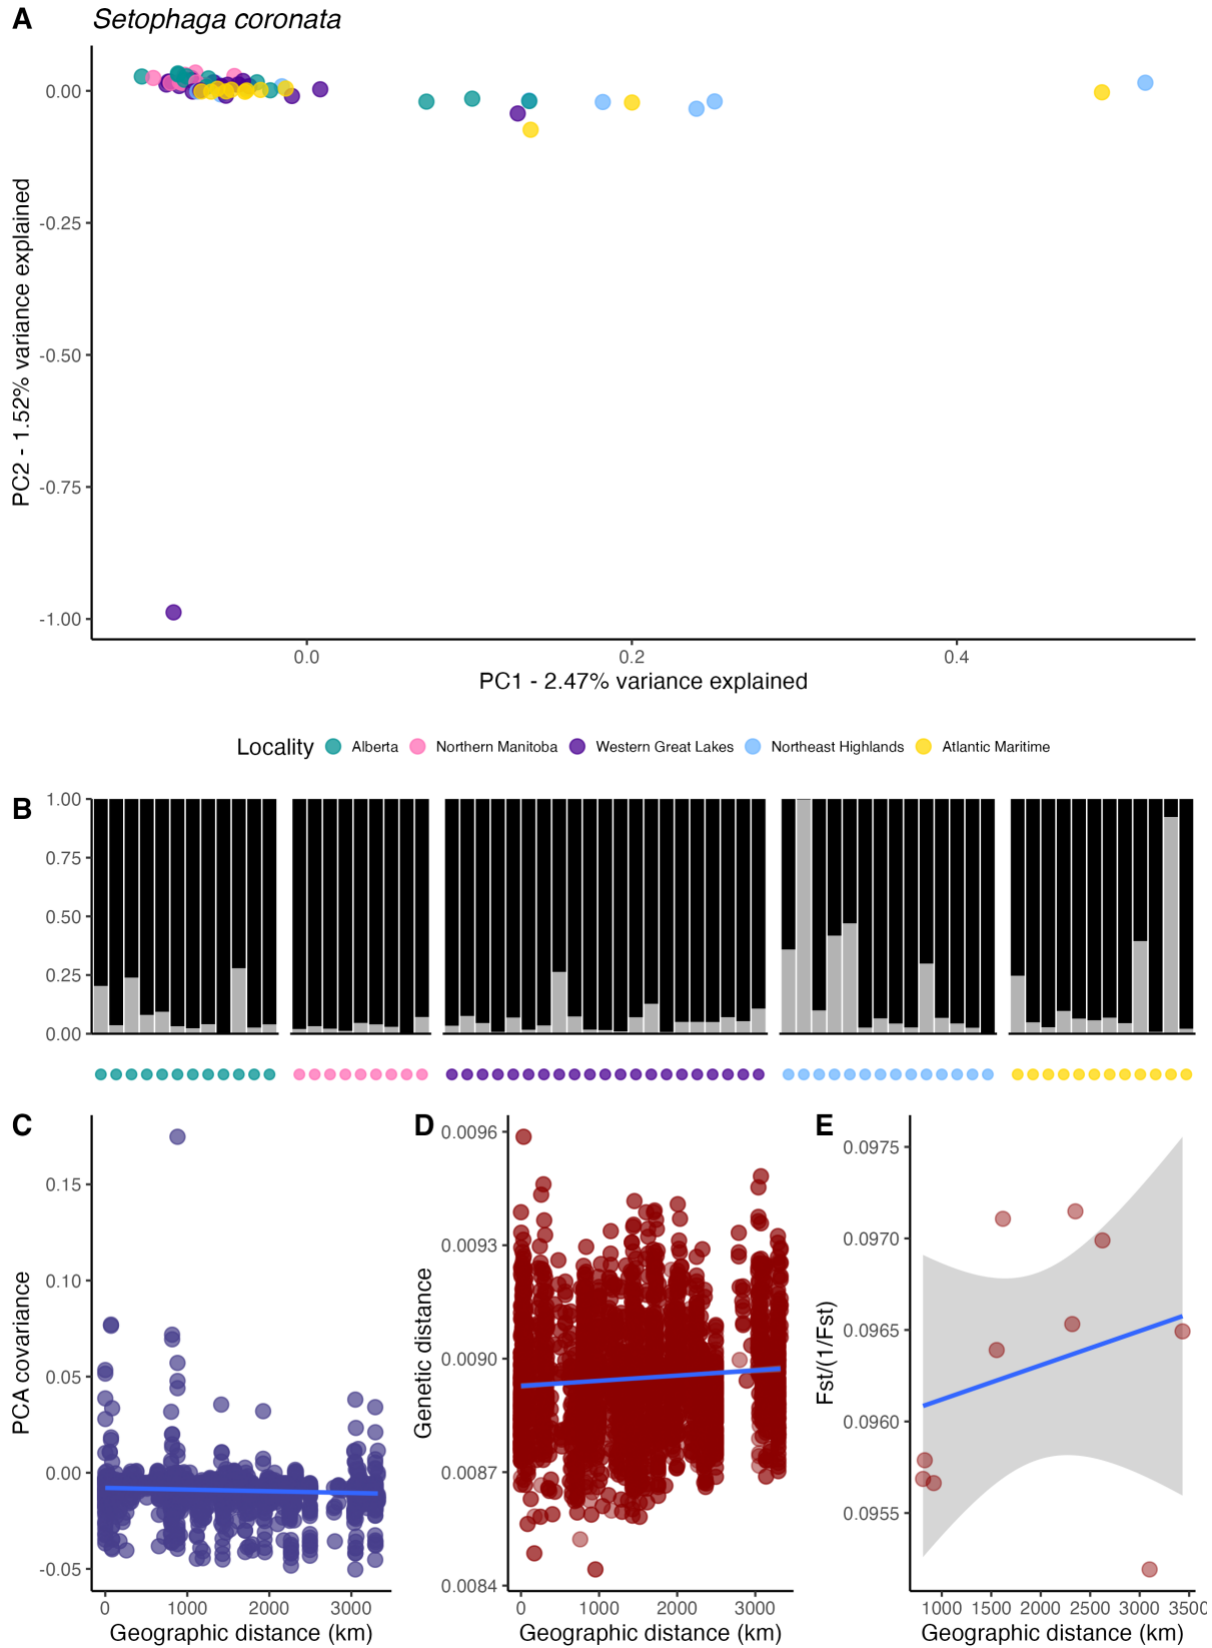 A
Setophaga coronata
PC2 - 1.52% variance explained
0.00
-0.25
-0.50
-0.75
-1.00
0.0 0.2 0.4
PC1 - 2.47% variance explained
Locality Alberta Northern Manitoba Western Great Lakes Northeast Highlands Atlantic Maritime
B
1.00
0.75
0.50
0.25
0.00
C
PCA covariance
0.15
0.10
0.05
0.00
-0.05
0 1000 2000 3000
Geographic distance (km)
D
Genetic distance
0.0096
0.0093
0.0090
0.0087
0.0084
0 1000 2000 3000
Geographic distance (km)
E
Fst/(1/Fst)
0.0975
0.0970
0.0965
0.0960
0.0955
1000 1500 2000 2500 3000 3500
Geographic distance (km)